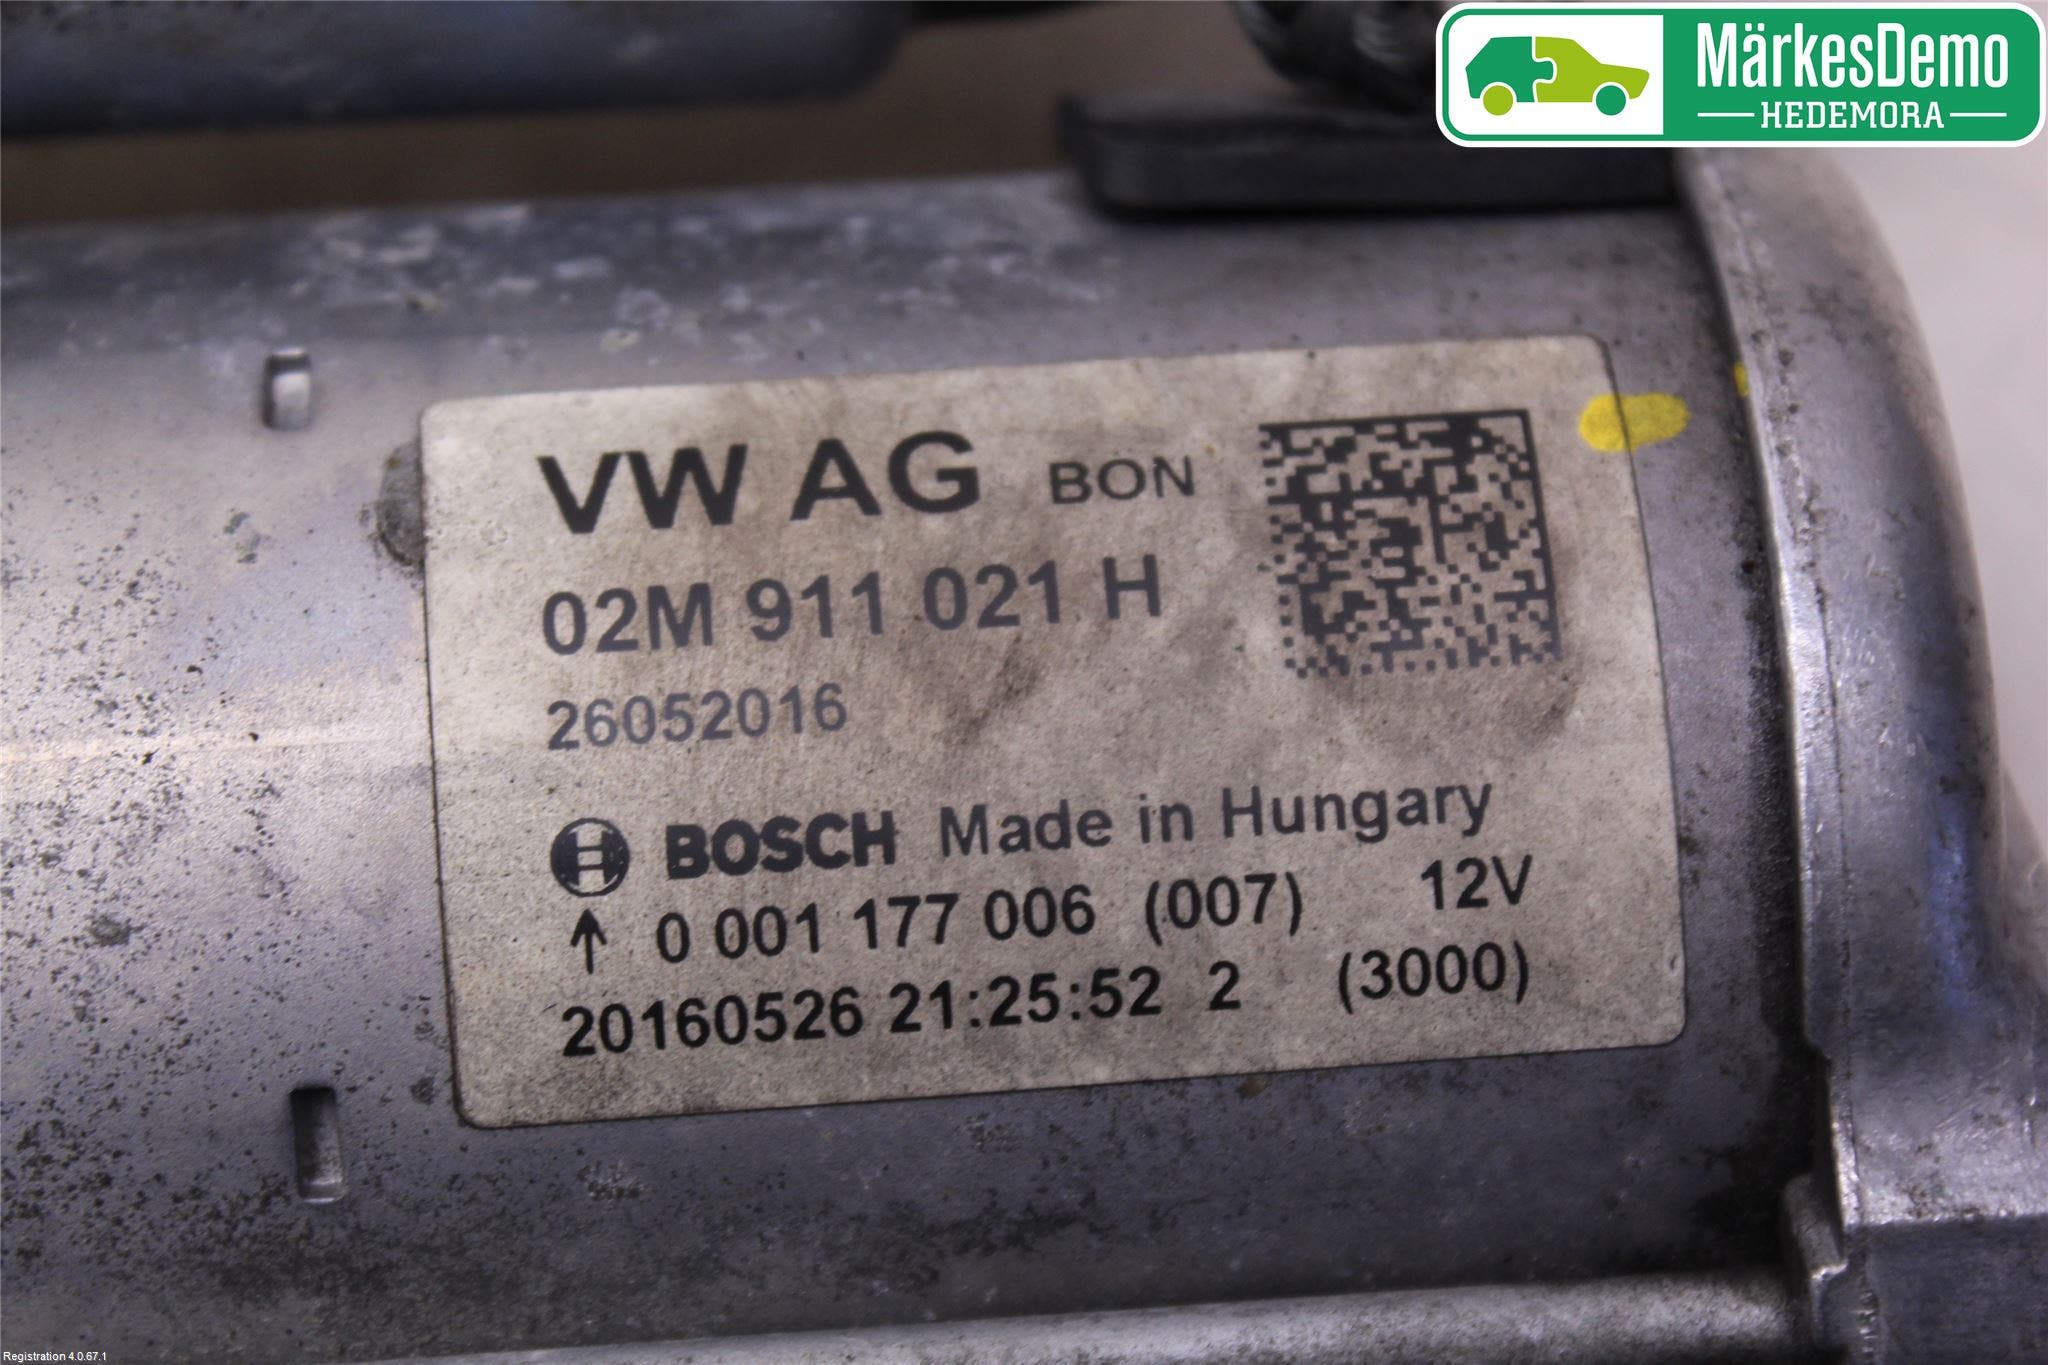 MärkesDemo
HEDEMORA
VW AG BON
02M 911 021 H
26052016
BOSCH Made in Hungary
0 001 177 006 (007) 12V
20160526 21:25:52 2 (3000)
Registration 4.0.67.1